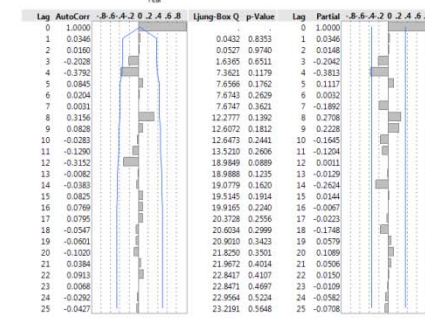 Lag AutoCorr -.8-.6-.4-.2 0 .2 .4 .6 .8 Ljung-Box Q p-Value Lag Partial -.8-.6-.4-.2 0 .2 .4 .6 .8
0 1.0000 . . 0 1.0000
1 0.0346 0.0432 0.8353 1 0.0346
2 0.0160 0.0527 0.9740 2 0.0148
3 -0.2028 1.6365 0.6511 3 -0.2042
4 -0.3792 7.3621 0.1179 4 -0.3813
5 0.0845 7.6566 0.1762 5 0.1117
6 0.0204 7.6743 0.2629 6 0.0032
7 0.0031 7.6747 0.3621 7 -0.1892
8 0.3156 12.2777 0.1392 8 0.2708
9 0.0828 12.6072 0.1812 9 0.2228
10 -0.0283 12.6473 0.2441 10 -0.1645
11 -0.1290 13.5210 0.2606 11 -0.1204
12 -0.3152 18.9849 0.0889 12 0.0011
13 -0.0082 18.9888 0.1235 13 -0.0129
14 -0.0383 19.0779 0.1620 14 -0.2624
15 0.0825 19.5145 0.1914 15 0.0144
16 0.0769 19.9165 0.2240 16 -0.0067
17 0.0795 20.3728 0.2556 17 -0.0223
18 -0.0547 20.6034 0.2999 18 -0.1748
19 -0.0601 20.9010 0.3423 19 0.0579
20 -0.1020 21.8250 0.3501 20 0.1089
21 0.0384 21.9672 0.4014 21 0.0506
22 0.0913 22.8417 0.4107 22 0.0150
23 0.0068 22.8471 0.4697 23 -0.0109
24 -0.0292 22.9564 0.5224 24 -0.0582
25 -0.0427 23.2191 0.5648 25 -0.0708